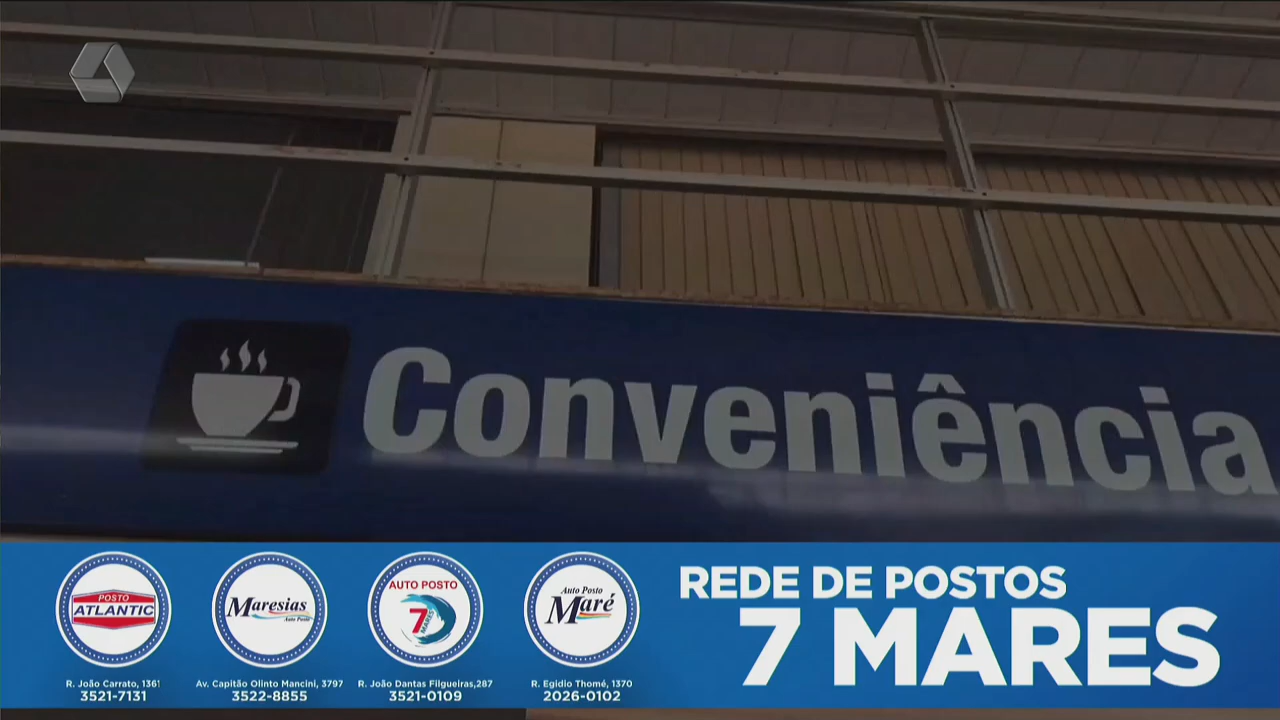 Conveniência
POSTO
ATLANTIC
R. João Carrato, 1361
3521-7131
Maresias
Auto Posto
Av. Capitão Olinto Mancini, 3797
3522-8855
AUTO POSTO
7
MARES
R. João Dantas Filgueiras,287
3521-0109
Auto Posto
Maré
R. Egidio Thomé, 1370
2026-0102
REDE DE POSTOS
7 MARES